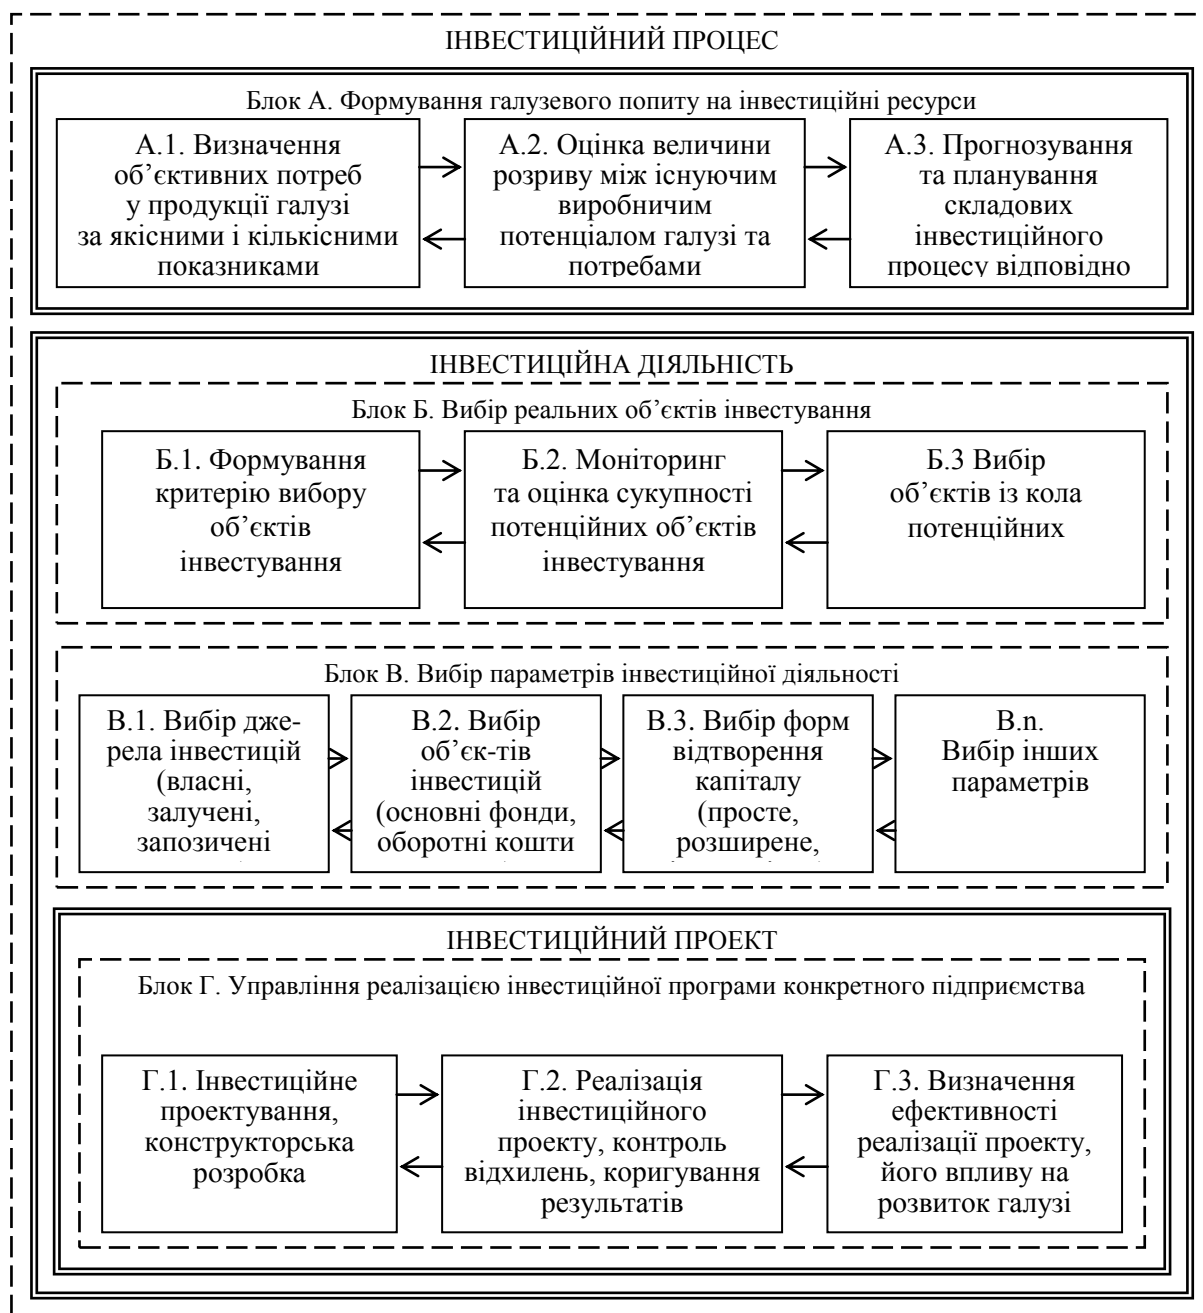 ІНВЕСТИЦІЙНИЙ ПРОЦЕС
Блок А. Формування галузевого попиту на інвестиційні ресурси
А.1. Визначення
об’єктивних потреб
у продукції галузі
за якісними і кількісними
показниками
А.2. Оцінка величини
розриву між існуючим
виробничим
потенціалом галузі та
потребами
А.3. Прогнозування
та планування
складових
інвестиційного
процесу відповідно
ІНВЕСТИЦІЙНА ДІЯЛЬНІСТЬ
Блок Б. Вибір реальних об’єктів інвестування
Б.1. Формування
критерію вибору
об’єктів
інвестування
Б.2. Моніторинг
та оцінка сукупності
потенційних об’єктів
інвестування
Б.3 Вибір
об’єктів із кола
потенційних
Блок В. Вибір параметрів інвестиційної діяльності
В.1. Вибір дже-
рела інвестицій
(власні,
залучені,
запозичені
В.2. Вибір
об’єк-тів
інвестицій
(основні фонди,
оборотні кошти
В.3. Вибір форм
відтворення
капіталу
(просте,
розширене,
В.n.
Вибір інших
параметрів
ІНВЕСТИЦІЙНИЙ ПРОЕКТ
Блок Г. Управління реалізацією інвестиційної програми конкретного підприємства
Г.1. Інвестиційне
проектування,
конструкторська
розробка
Г.2. Реалізація
інвестиційного
проекту, контроль
відхилень, коригування
результатів
Г.3. Визначення
ефективності
реалізації проекту,
його впливу на
розвиток галузі